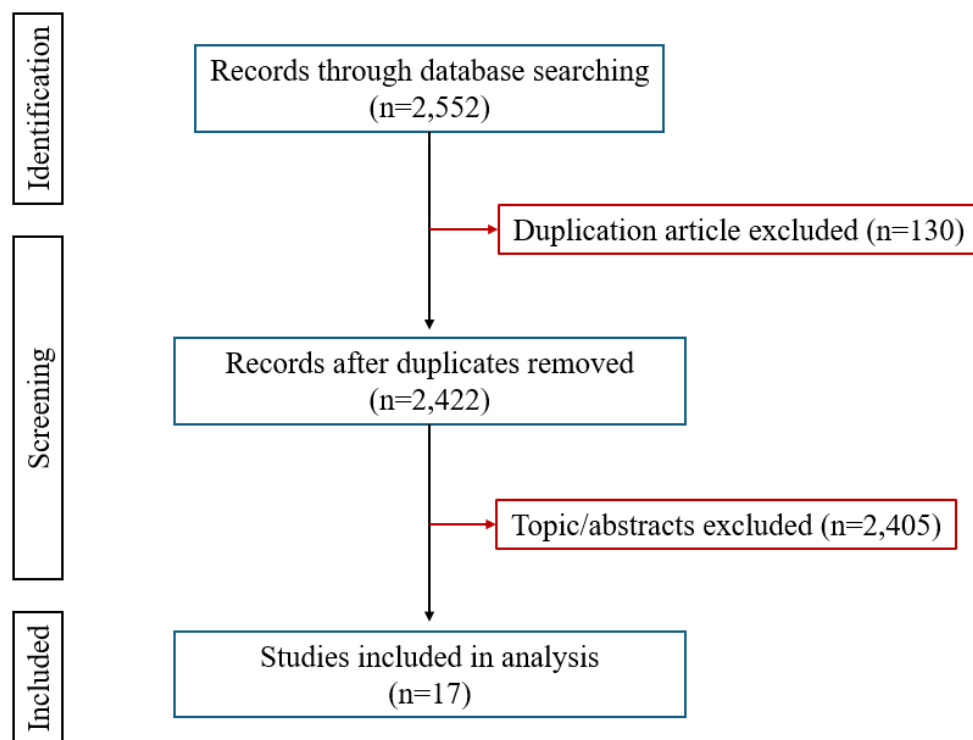 Identification
Records through database searching
(n=2,552)
Duplication article excluded (n=130)
Screening
Records after duplicates removed
(n=2,422)
Topic/abstracts excluded (n=2,405)
Included
Studies included in analysis
(n=17)